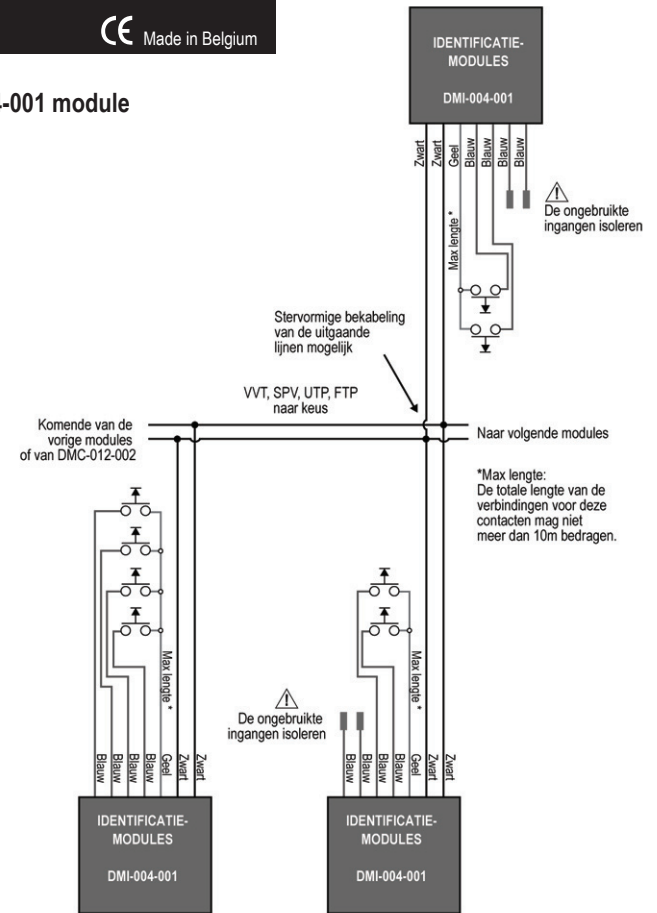 CE Made in Belgium
-001 module
IDENTIFICATIE-
MODULES
DMI-004-001
Zwart
Zwart
Geel
Blauw
Blauw
Blauw
Blauw
Max lengte *
De ongebruikte
ingangen isoleren
Stervormige bekabeling
van de uitgaande
lijnen mogelijk
VVT, SPV, UTP, FTP
naar keus
Komende van de
vorige modules
of van DMC-012-002
Naar volgende modules
*Max lengte:
De totale lengte van de
verbindingen voor deze
contacten mag niet
meer dan 10m bedragen.
Max lengte *
Blauw
Blauw
Blauw
Blauw
Geel
Zwart
Zwart
IDENTIFICATIE-
MODULES
DMI-004-001
De ongebruikte
ingangen isoleren
Max lengte *
Blauw
Blauw
Blauw
Blauw
Geel
Zwart
Zwart
IDENTIFICATIE-
MODULES
DMI-004-001